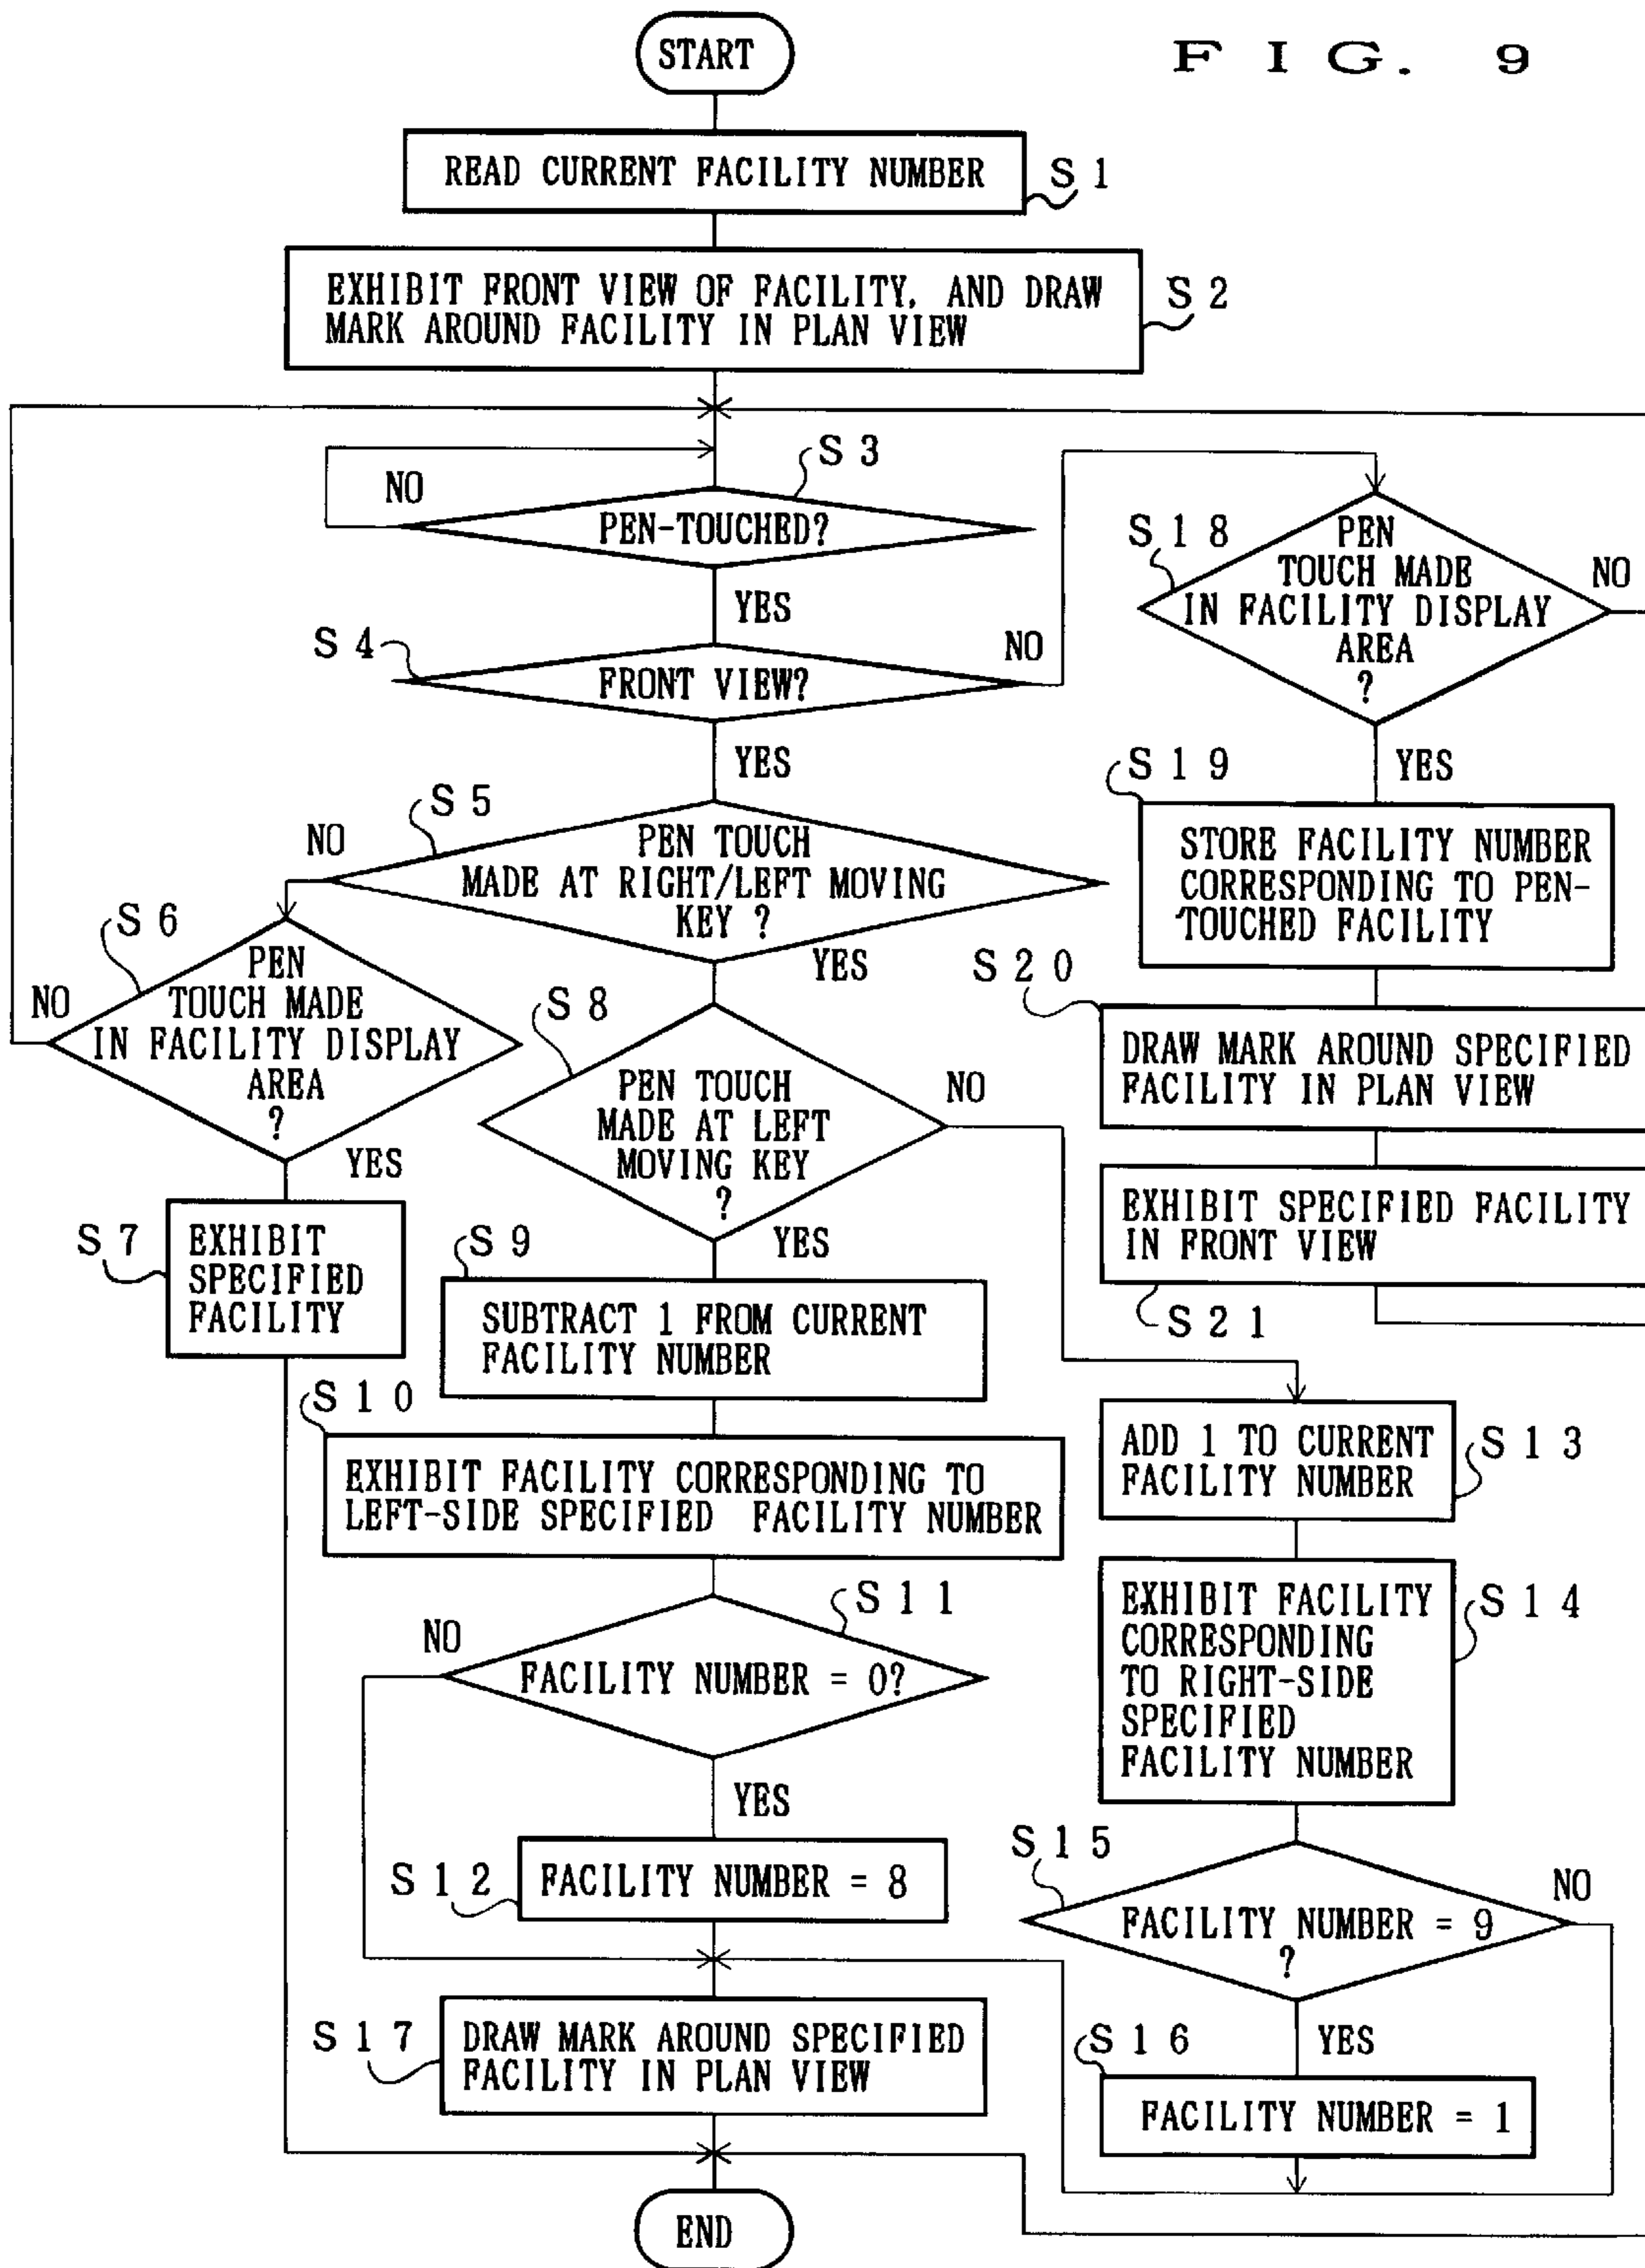 FIG. 9
START
READ CURRENT FACILITY NUMBER
S1
EXHIBIT FRONT VIEW OF FACILITY, AND DRAW
MARK AROUND FACILITY IN PLAN VIEW
S2
S3
NO
PEN-TOUCHED?
YES
S4
FRONT VIEW?
NO
YES
S5
NO
PEN TOUCH
MADE AT RIGHT/LEFT MOVING
KEY ?
YES
S6
NO
PEN
TOUCH MADE
IN FACILITY DISPLAY
AREA
?
YES
S7
EXHIBIT
SPECIFIED
FACILITY
S8
PEN TOUCH
MADE AT LEFT
MOVING KEY
?
NO
YES
S9
SUBTRACT 1 FROM CURRENT
FACILITY NUMBER
S10
EXHIBIT FACILITY CORRESPONDING TO
LEFT-SIDE SPECIFIED FACILITY NUMBER
S11
NO
FACILITY NUMBER = 0?
YES
S12
FACILITY NUMBER = 8
S17
DRAW MARK AROUND SPECIFIED
FACILITY IN PLAN VIEW
END
S18
PEN
TOUCH MADE
IN FACILITY DISPLAY
AREA
?
NO
YES
S19
STORE FACILITY NUMBER
CORRESPONDING TO PEN-
TOUCHED FACILITY
S20
DRAW MARK AROUND SPECIFIED
FACILITY IN PLAN VIEW
EXHIBIT SPECIFIED FACILITY
IN FRONT VIEW
S21
ADD 1 TO CURRENT
FACILITY NUMBER
S13
EXHIBIT FACILITY
CORRESPONDING
TO RIGHT-SIDE
SPECIFIED
FACILITY NUMBER
S14
S15
FACILITY NUMBER = 9
?
NO
YES
S16
FACILITY NUMBER = 1